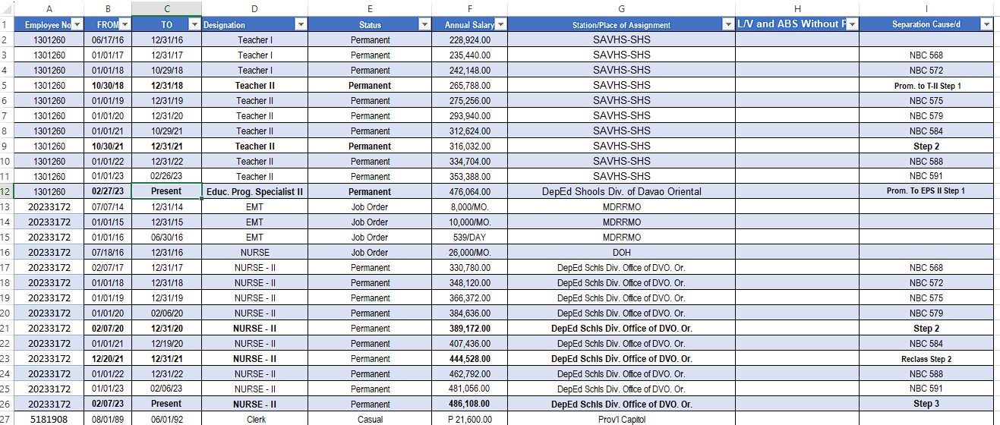 A B C D E F G H I
1 Employee No FROM TO Designation Status Annual Salary Station/Place of Assignment L/V and ABS Without P Separation Cause/d
2 1301260 06/17/16 12/31/16 Teacher I Permanent 228,924.00 SAVHS-SHS
3 1301260 01/01/17 12/31/17 Teacher I Permanent 235,440.00 SAVHS-SHS NBC 568
4 1301260 01/01/18 10/29/18 Teacher I Permanent 242,148.00 SAVHS-SHS NBC 572
5 1301260 10/30/18 12/31/18 Teacher II Permanent 265,788.00 SAVHS-SHS Prom. to T-II Step 1
6 1301260 01/01/19 12/31/19 Teacher II Permanent 275,256.00 SAVHS-SHS NBC 575
7 1301260 01/01/20 12/31/20 Teacher II Permanent 293,940.00 SAVHS-SHS NBC 579
8 1301260 01/01/21 10/29/21 Teacher II Permanent 312,624.00 SAVHS-SHS NBC 584
9 1301260 10/30/21 12/31/21 Teacher II Permanent 316,032.00 SAVHS-SHS Step 2
10 1301260 01/01/22 12/31/22 Teacher II Permanent 334,704.00 SAVHS-SHS NBC 588
11 1301260 01/01/23 02/26/23 Teacher II Permanent 353,388.00 SAVHS-SHS NBC 591
12 1301260 02/27/23 Present Educ. Prog. Specialist II Permanent 476,064.00 DepEd Shools Div. of Davao Oriental Prom. To EPS II Step 1
13 20233172 07/07/14 12/31/14 EMT Job Order 8,000/MO. MDRRMO
14 20233172 01/01/15 12/31/15 EMT Job Order 10,000/MO. MDRRMO
15 20233172 01/01/16 06/30/16 EMT Job Order 539/DAY MDRRMO
16 20233172 07/18/16 12/31/16 NURSE Job Order 26,000/MO. DOH
17 20233172 02/07/17 12/31/17 NURSE - II Permanent 330,780.00 DepEd Schls Div. Office of DVO. Or. NBC 568
18 20233172 01/01/18 12/31/18 NURSE - II Permanent 348,120.00 DepEd Schls Div. Office of DVO. Or. NBC 572
19 20233172 01/01/19 12/31/19 NURSE - II Permanent 366,372.00 DepEd Schls Div. Office of DVO. Or. NBC 575
20 20233172 01/01/20 02/06/20 NURSE - II Permanent 384,636.00 DepEd Schls Div. Office of DVO. Or. NBC 579
21 20233172 02/07/20 12/31/20 NURSE - II Permanent 389,172.00 DepEd Schls Div. Office of DVO. Or. Step 2
22 20233172 01/01/21 12/19/20 NURSE - II Permanent 407,436.00 DepEd Schls Div. Office of DVO. Or. NBC 584
23 20233172 12/20/21 12/31/21 NURSE - II Permanent 444,528.00 DepEd Schls Div. Office of DVO. Or. Reclass Step 2
24 20233172 01/01/22 12/31/22 NURSE - II Permanent 462,792.00 DepEd Schls Div. Office of DVO. Or. NBC 588
25 20233172 01/01/23 02/06/23 NURSE - II Permanent 481,056.00 DepEd Schls Div. Office of DVO. Or. NBC 591
26 20233172 02/07/23 Present NURSE - II Permanent 486,108.00 DepEd Schls Div. Office of DVO. Or. Step 3
27 5181908 08/01/89 06/01/92 Clerk Casual P 21,600.00 Prov'l Capitol